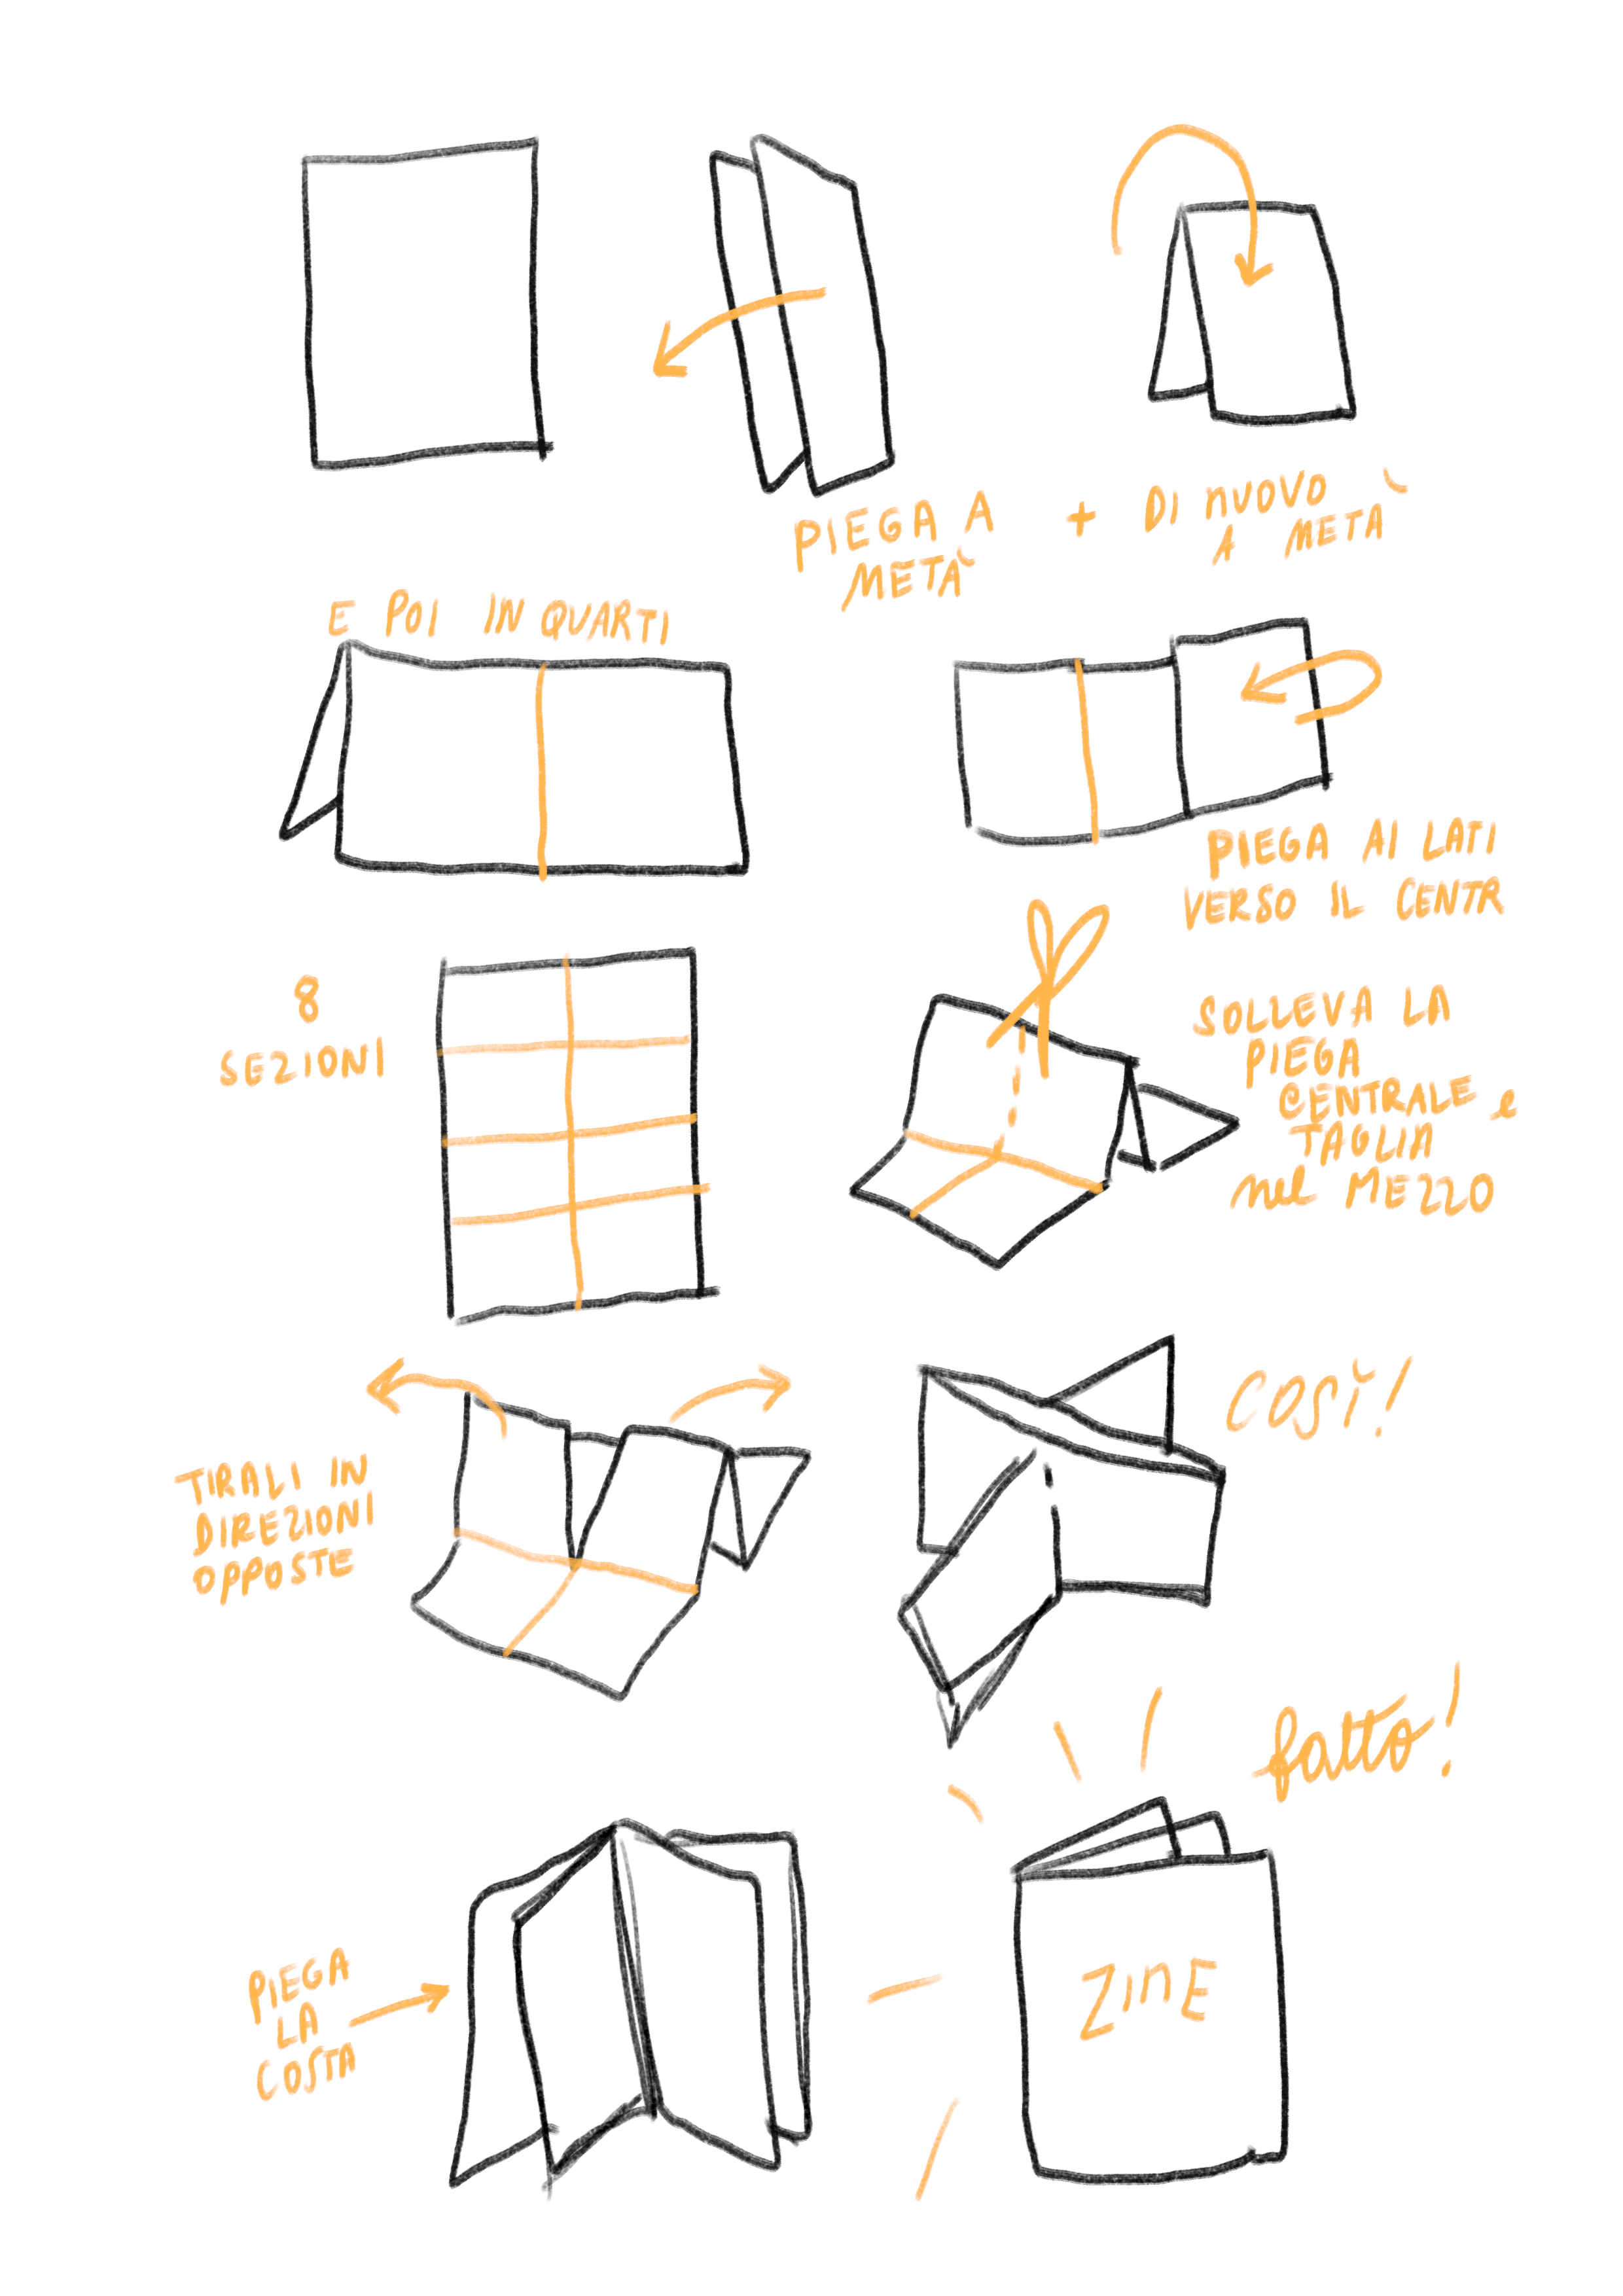 PIEGA A
METÀ
+
DI NUOVO
A METÀ
E POI IN QUARTI
PIEGA AI LATI
VERSO IL CENTR
8
SEZIONI
SOLLEVA LA
PIEGA
CENTRALE e
TAGLIA
nel MEZZO
TIRALI IN
DIREZIONI
OPPOSTE
COSÌ!
fatto!
PIEGA
LA
COSTA
ZINE